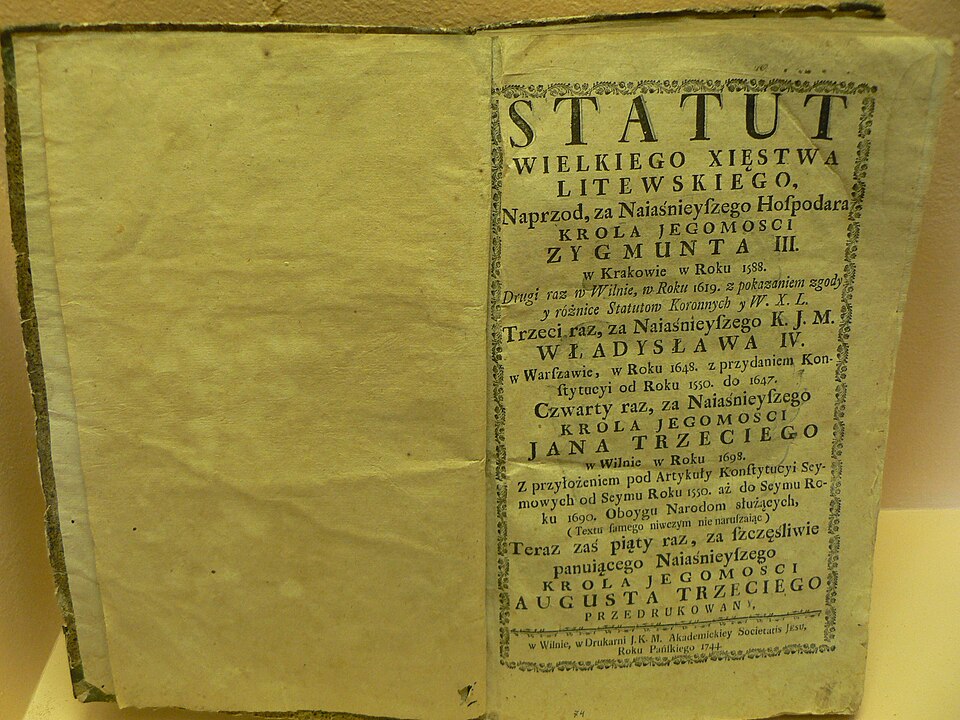 STATUT
WIELKIEGO XIĘSTWA
LITEWSKIEGO,
Naprzod, za Naiaśnieyſzego Hoſpodara
KROLA JEGOMOSCI
ZYGMUNTA III.
w Krakowie w Roku 1588.
Drugi raz w Wilnie, w Roku 1619. z pokazaniem zgody
y różnice Statutow Koronnych y W. X. L.
Trzeci raz, za Naiaśnieyſzego K. J. M.
WŁADYSŁAWA IV.
w Warſzawie, w Roku 1648. z przydaniem Kon-
ſtytucyi od Roku 1550. do 1647.
Czwarty raz, za Naiaśnieyſzego
KROLA JEGOMOSCI
JANA TRZECIEGO
w Wilnie w Roku 1698.
Z przyłożeniem pod Artykuły Konſtytucyi Sey-
mowych od Seymu Roku 1550. aż do Seymu Ro-
ku 1690. Oboygu Narodom służących,
(Textu ſamego niwczym nie naruſzaiąc)
Teraz zaś piąty raz, za ſzczęśliwie
panuiącego Naiaśnieyſzego
KROLA JEGOMOSCI
AUGUSTA TRZECIEGO
PRZEDRUKOWANY,
w Wilnie, w Drukarni J. K. M. Akademickiey Societatis Jesu,
Roku Pańſkiego 1744.
74